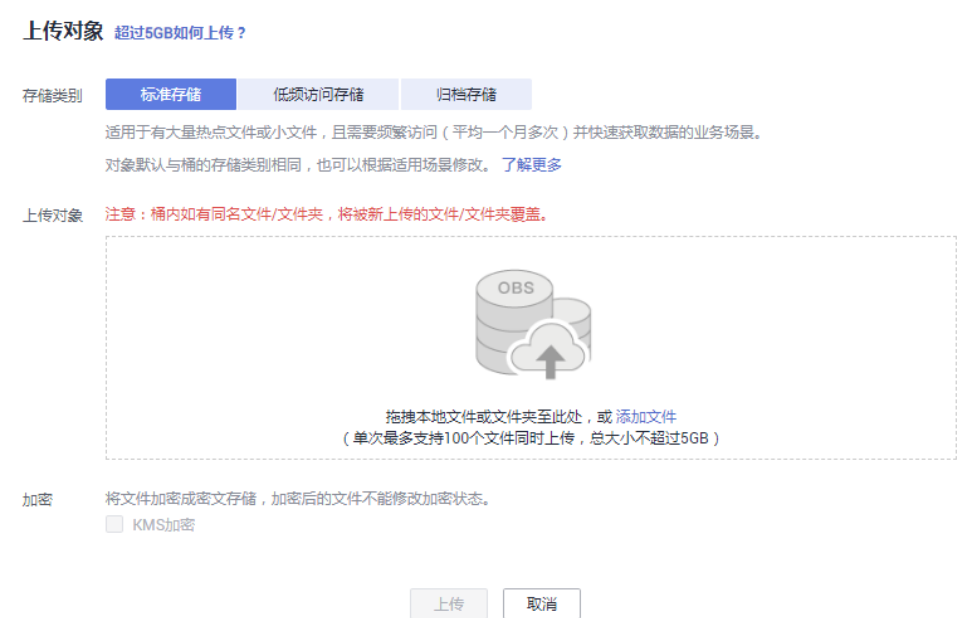 上传对象 超过5GB如何上传？
存储类别 标准存储 低频访问存储 归档存储
适用于有大量热点文件或小文件，且需要频繁访问（平均一个月多次）并快速获取数据的业务场景。
对象默认与桶的存储类别相同，也可以根据适用场景修改。 了解更多
上传对象 注意：桶内如有同名文件/文件夹，将被新上传的文件/文件夹覆盖。
OBS
拖拽本地文件或文件夹至此处，或 添加文件
（单次最多支持100个文件同时上传，总大小不超过5GB）
加密 将文件加密成密文存储，加密后的文件不能修改加密状态。
KMS加密
上传 取消